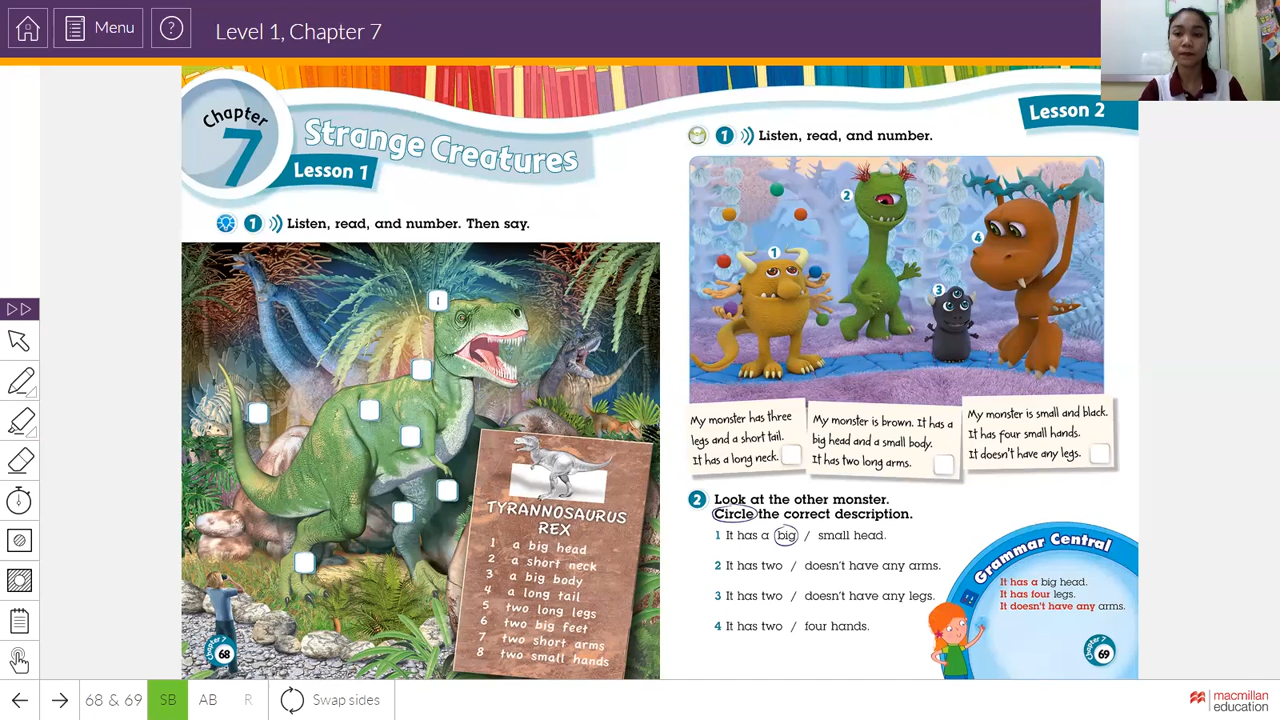 Menu
?
Level 1, Chapter 7
Chapter
7
Strange Creatures
Lesson 1
1 Listen, read, and number. Then say.
1
TYRANNOSAURUS
REX
1 a big head
2 a short neck
3 a big body
4 a long tail
5 two long legs
6 two big feet
7 two short arms
8 two small hands
Chapter 7
68
Lesson 2
1 Listen, read, and number.
1
2
3
4
My monster has three
legs and a short tail.
It has a long neck.
My monster is brown. It has a
big head and a small body.
It has two long arms.
My monster is small and black.
It has four small hands.
It doesn't have any legs.
2 Look at the other monster.
Circle the correct description.
1 It has a big / small head.
2 It has two / doesn't have any arms.
3 It has two / doesn't have any legs.
4 It has two / four hands.
Grammar Central
It has a big head.
It has four legs.
It doesn't have any arms.
Chapter 7
69
68 & 69
SB
AB
R
Swap sides
macmillan
education